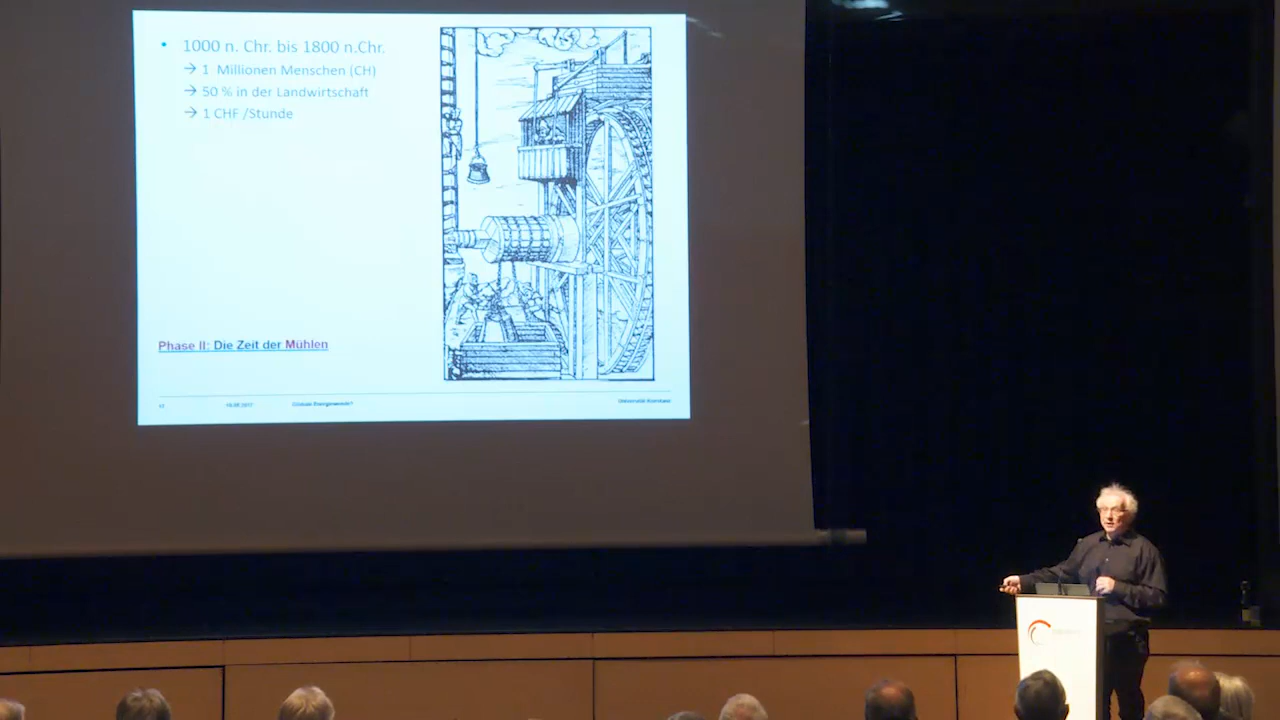 • 1000 n. Chr. bis 1800 n.Chr.
→ 1 Millionen Menschen (CH)
→ 50 % in der Landwirtschaft
→ 1 CHF /Stunde
Phase II: Die Zeit der Mühlen
Universität